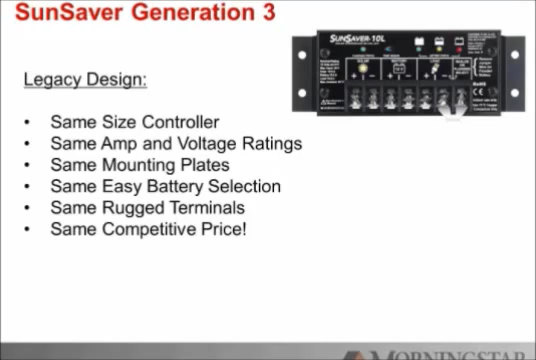 SunSaver Generation 3
SUNSAVER-10L
Legacy Design:
• Same Size Controller
• Same Amp and Voltage Ratings
• Same Mounting Plates
• Same Easy Battery Selection
• Same Rugged Terminals
• Same Competitive Price!
MORNINGSTAR